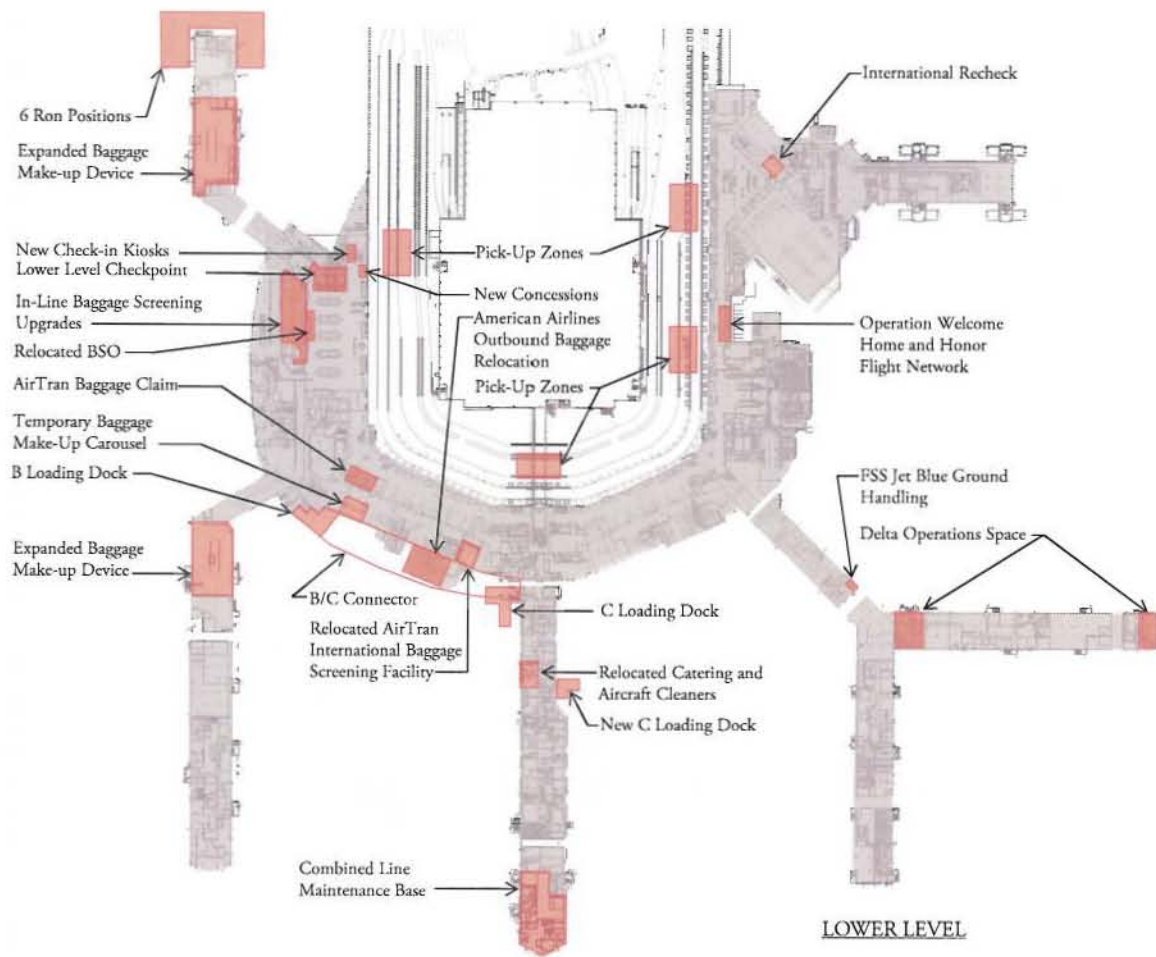 International Recheck
6 Ron Positions
Expanded Baggage
Make-up Device
New Check-in Kiosks
Lower Level Checkpoint
In-Line Baggage Screening
Upgrades
Relocated BSO
AirTran Baggage Claim
Temporary Baggage
Make-Up Carousel
B Loading Dock
Expanded Baggage
Make-up Device
Pick-Up Zones
New Concessions
American Airlines
Outbound Baggage
Relocation
Pick-Up Zones
Operation Welcome
Home and Honor
Flight Network
FSS Jet Blue Ground
Handling
Delta Operations Space
B/C Connector
Relocated AirTran
International Baggage
Screening Facility
C Loading Dock
Relocated Catering and
Aircraft Cleaners
New C Loading Dock
Combined Line
Maintenance Base
LOWER LEVEL